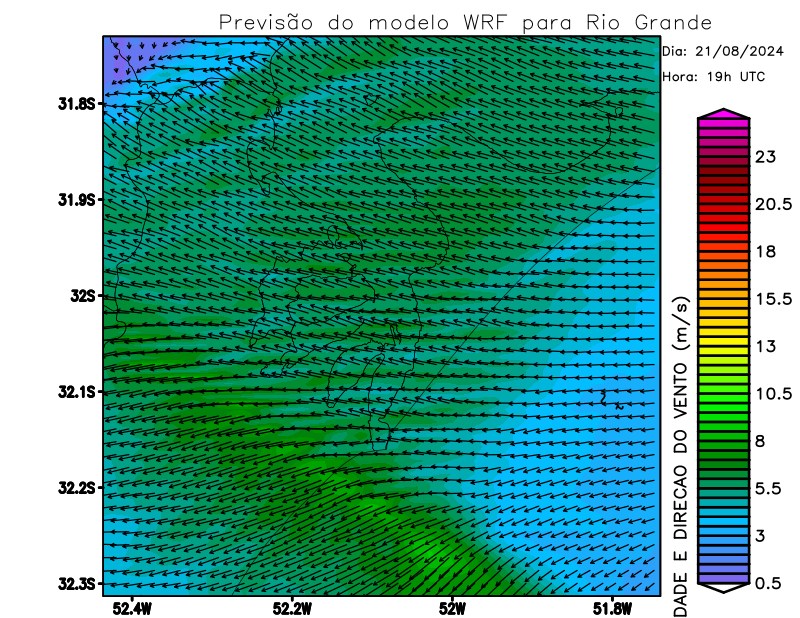 Previsão do modelo WRF para Rio Grande
Dia: 21/08/2024
Hora: 19h UTC
31.8S
31.9S
32S
32.1S
32.2S
32.3S
52.4W
52.2W
52W
51.8W
23
20.5
18
15.5
13
10.5
8
5.5
3
0.5
DADE E DIRECAO DO VENTO (m/s)